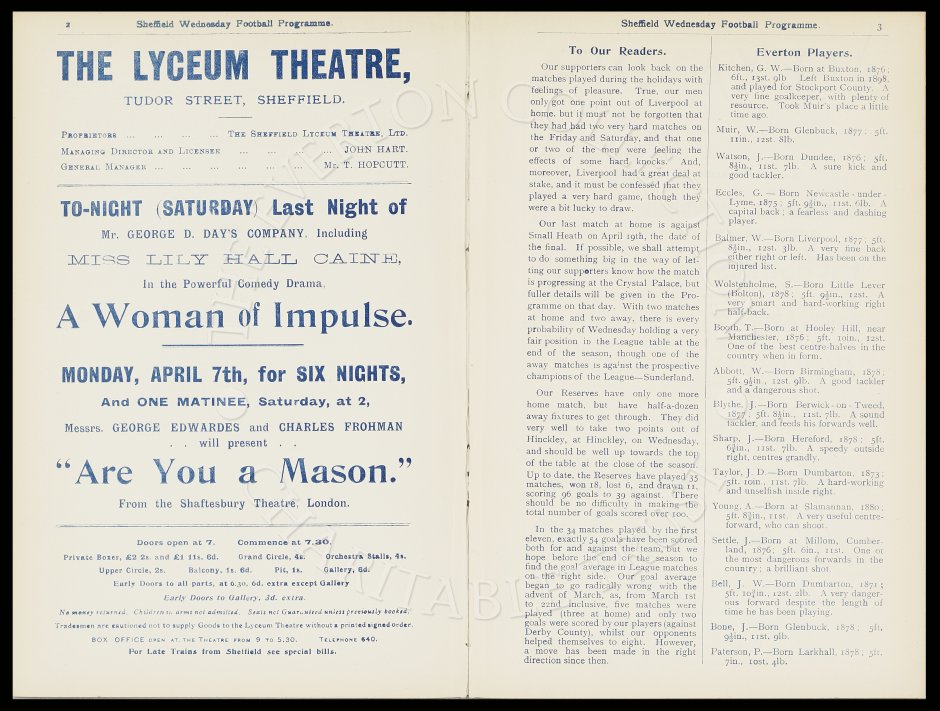 2 Sheffield Wednesday Football Programme.
THE LYCEUM THEATRE,
TUDOR STREET, SHEFFIELD.
PROPRIETORS ... ... ... ... THE SHEFFIELD LYCEUM THEATRE, LTD.
MANAGING DIRECTOR AND LICENSEE ... ... ... ... JOHN HART.
GENERAL MANAGER ... ... ... ... ... ... MR. T. HOPCUTT.
TO-NIGHT (SATURDAY) Last Night of
Mr. GEORGE D. DAY'S COMPANY, Including
MISS LILY HALL CAINE,
In the Powerful Comedy Drama,
A Woman of Impulse.
MONDAY, APRIL 7th, for SIX NIGHTS,
And ONE MATINEE, Saturday, at 2,
Messrs. GEORGE EDWARDES and CHARLES FROHMAN
. . will present . .
"Are You a Mason."
From the Shaftesbury Theatre, London.
Doors open at 7. Commence at 7.30.
Private Boxes, £2 2s. and £1 11s. 6d. Grand Circle, 4s. Orchestra Stalls, 4s.
Upper Circle, 2s. Balcony, 1s. 6d. Pit, 1s. Gallery, 6d.
Early Doors to all parts, at 6.30, 6d. extra except Gallery
Early Doors to Gallery, 3d. extra.
No money returned. Children in arms not admitted. Seats not Guaranteed unless previously booked.
Tradesmen are cautioned not to supply Goods to the Lyceum Theatre without a printed signed order.
BOX OFFICE OPEN AT THE THEATRE FROM 9 TO 5.30. TELEPHONE 640.
For Late Trains from Sheffield see special bills.
Sheffield Wednesday Football Programme. 3
To Our Readers.
Our supporters can look back on the
matches played during the holidays with
feelings of pleasure. True, our men
only got one point out of Liverpool at
home, but it must not be forgotten that
they had had two very hard matches on
the Friday and Saturday, and that one
or two of the men were feeling the
effects of some hard knocks. And,
moreover, Liverpool had a great deal at
stake, and it must be confessed that they
played a very hard game, though they
were a bit lucky to draw.
Our last match at home is against
Small Heath on April 19th, the date of
the final. If possible, we shall attempt
to do something big in the way of let-
ting our supporters know how the match
is progressing at the Crystal Palace, but
fuller details will be given in the Pro-
gramme on that day. With two matches
at home and two away, there is every
probability of Wednesday holding a very
fair position in the League table at the
end of the season, though one of the
away matches is against the prospective
champions of the League—Sunderland.
Our Reserves have only one more
home match, but have half-a-dozen
away fixtures to get through. They did
very well to take two points out of
Hinckley, at Hinckley, on Wednesday,
and should be well up towards the top
of the table at the close of the season.
Up to date, the Reserves have played 35
matches, won 18, lost 6, and drawn 11,
scoring 96 goals to 39 against. There
should be no difficulty in making the
total number of goals scored over 100.
In the 34 matches played by the first
eleven, exactly 54 goals have been scored
both for and against the team, but we
hope before the end of the season to
find the goal average in League matches
on the right side. Our goal average
began to go radically wrong with the
advent of March, as, from March 1st
to 22nd inclusive, five matches were
played (three at home) and only two
goals were scored by our players (against
Derby County), whilst our opponents
helped themselves to eight. However,
a move has been made in the right
direction since then.
Everton Players.
Kitchen, G. W.—Born at Buxton, 1876;
6ft., 13st. 9lb Left Buxton in 1898,
and played for Stockport County. A
very fine goalkeeper, with plenty of
resource. Took Muir's place a little
time ago.
Muir, W.—Born Glenbuck, 1877; 5ft.
11in., 12st. 8lb.
Watson, J.—Born Dundee, 1876; 5ft.
8½in., 11st. 7lb. A sure kick and
good tackler.
Eccles, G.—Born Newcastle-under-
Lyme, 1875; 5ft. 9½in., 11st. 6lb. A
capital back; a fearless and dashing
player.
Balmer, W.—Born Liverpool, 1877; 5ft.
8½in., 12st. 3lb. A very fine back
either right or left. Has been on the
injured list.
Wolstenholme, S.—Born Little Lever
(Bolton), 1878; 5ft. 9½in., 12st. A
very smart and hard-working right
half-back.
Booth, T.—Born at Hooley Hill, near
Manchester, 1876; 5ft. 10in., 12st.
One of the best centre-halves in the
country when in form.
Abbott, W.—Born Birmingham, 1878;
5ft. 9½in., 12st. 9lb. A good tackler
and a dangerous shot.
Blythe, J.—Born Berwick-on-Tweed,
1877; 5ft. 8½in., 11st. 7lb. A sound
tackler, and feeds his forwards well.
Sharp, J.—Born Hereford, 1878; 5ft.
6½in., 11st. 7lb. A speedy outside
right, centres grandly.
Taylor, J. D.—Born Dumbarton, 1873;
5ft. 10in., 11st. 7lb. A hard-working
and unselfish inside right.
Young, A.—Born at Slamannan, 1880;
5ft. 8½in., 11st. A very useful centre-
forward, who can shoot.
Settle, J.—Born at Millom, Cumber-
land, 1876; 5ft. 6in., 11st. One of
the most dangerous forwards in the
country; a brilliant shot.
Bell, J. W.—Born Dumbarton, 1871;
5ft. 10½in., 12st. 2lb. A very danger-
ous forward despite the length of
time he has been playing.
Bone, J.—Born Glenbuck, 1878; 5ft.
9½in., 11st. 9lb.
Paterson, P.—Born Larkhall, 1878; 5ft.
7in., 10st. 4lb.